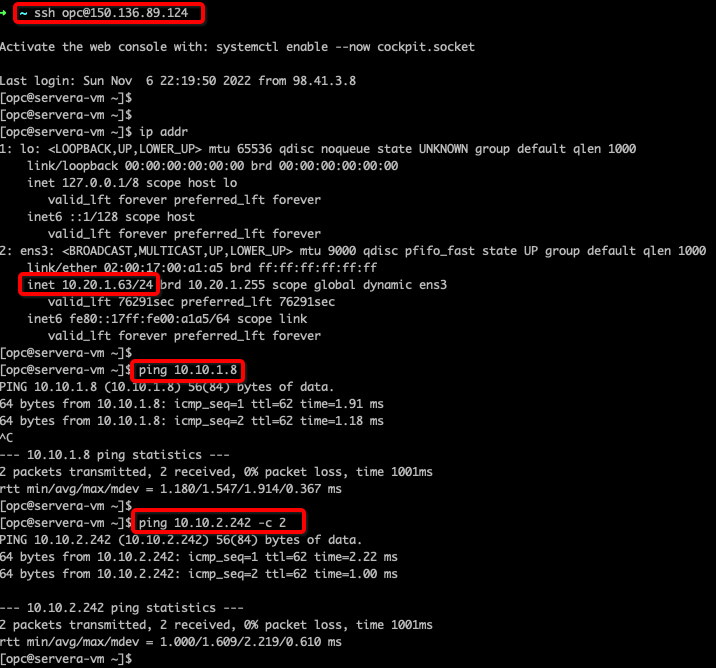 → ~ ssh opc@150.136.89.124
Activate the web console with: systemctl enable --now cockpit.socket
Last login: Sun Nov  6 22:19:50 2022 from 98.41.3.8
[opc@servera-vm ~]$
[opc@servera-vm ~]$
[opc@servera-vm ~]$ ip addr
1: lo: <LOOPBACK,UP,LOWER_UP> mtu 65536 qdisc noqueue state UNKNOWN group default qlen 1000
    link/loopback 00:00:00:00:00:00 brd 00:00:00:00:00:00
    inet 127.0.0.1/8 scope host lo
       valid_lft forever preferred_lft forever
    inet6 ::1/128 scope host
       valid_lft forever preferred_lft forever
2: ens3: <BROADCAST,MULTICAST,UP,LOWER_UP> mtu 9000 qdisc pfifo_fast state UP group default qlen 1000
    link/ether 02:00:17:00:a1:a5 brd ff:ff:ff:ff:ff:ff
    inet 10.20.1.63/24 brd 10.20.1.255 scope global dynamic ens3
       valid_lft 76291sec preferred_lft 76291sec
    inet6 fe80::17ff:fe00:a1a5/64 scope link
       valid_lft forever preferred_lft forever
[opc@servera-vm ~]$
[opc@servera-vm ~]$ ping 10.10.1.8
PING 10.10.1.8 (10.10.1.8) 56(84) bytes of data.
64 bytes from 10.10.1.8: icmp_seq=1 ttl=62 time=1.91 ms
64 bytes from 10.10.1.8: icmp_seq=2 ttl=62 time=1.18 ms
^C
--- 10.10.1.8 ping statistics ---
2 packets transmitted, 2 received, 0% packet loss, time 1001ms
rtt min/avg/max/mdev = 1.180/1.547/1.914/0.367 ms
[opc@servera-vm ~]$
[opc@servera-vm ~]$ ping 10.10.2.242 -c 2
PING 10.10.2.242 (10.10.2.242) 56(84) bytes of data.
64 bytes from 10.10.2.242: icmp_seq=1 ttl=62 time=2.22 ms
64 bytes from 10.10.2.242: icmp_seq=2 ttl=62 time=1.00 ms
--- 10.10.2.242 ping statistics ---
2 packets transmitted, 2 received, 0% packet loss, time 1001ms
rtt min/avg/max/mdev = 1.000/1.609/2.219/0.610 ms
[opc@servera-vm ~]$